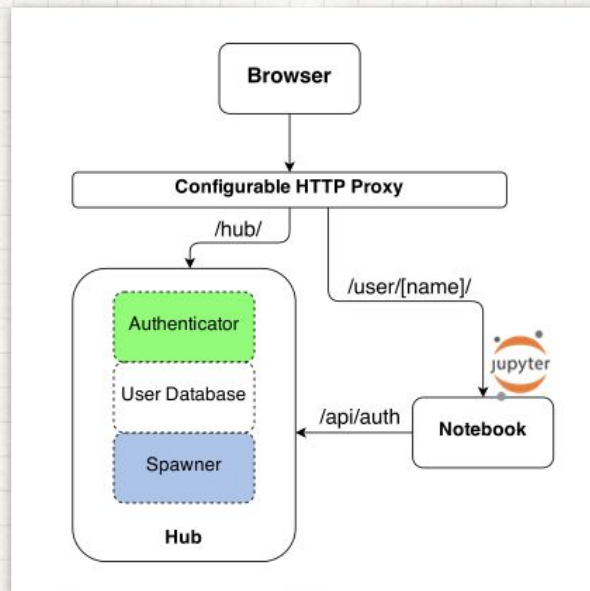 Browser
Configurable HTTP Proxy
/hub/
/user/[name]/
Authenticator
jupyter
User Database
/api/auth
Notebook
Spawner
Hub